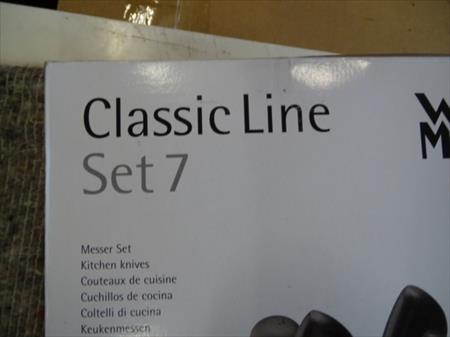 Classic Line
Set 7
W
M
Messer Set
Kitchen knives
Couteaux de cuisine
Cuchillos de cocina
Coltelli di cucina
Keukenmessen